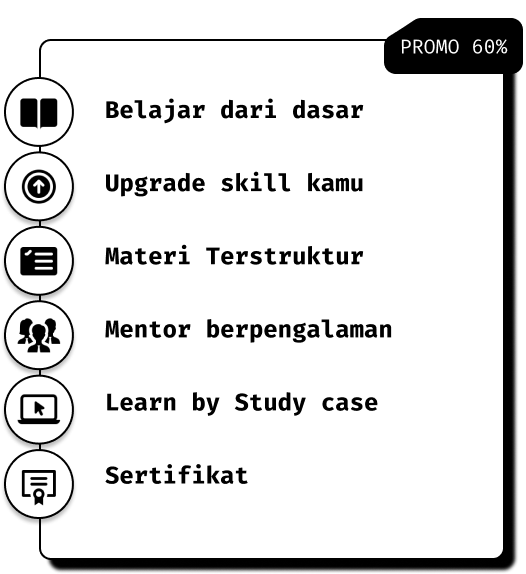 PROMO 60%
Belajar dari dasar
Upgrade skill kamu
Materi Terstruktur
Mentor berpengalaman
Learn by Study case
Sertifikat